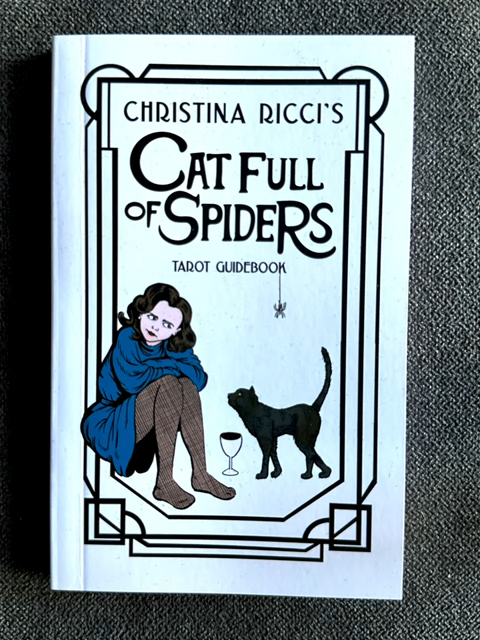 CHRISTINA RICCI'S
CAT FULL
OF SPIDERS
TAROT GUIDEBOOK